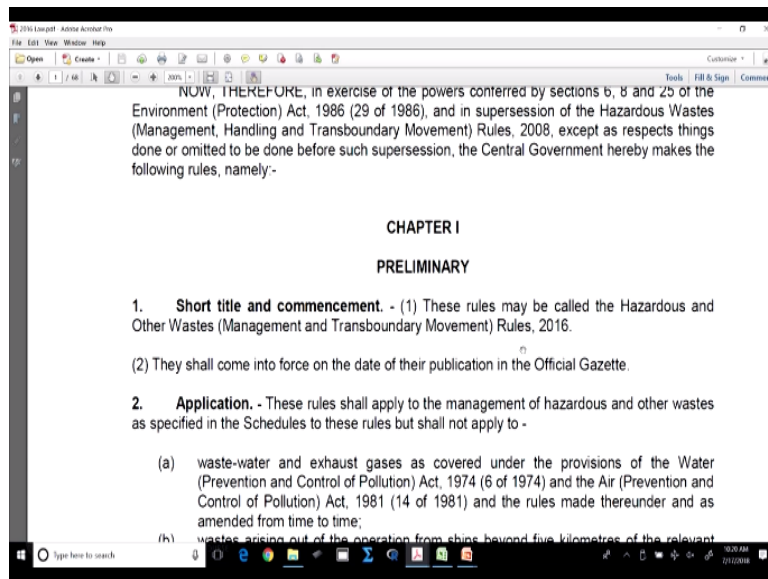 2016 Law.pdf - Adobe Acrobat Pro
File Edit View Window Help
Open Create Customize
1 / 68 200% Tools Fill & Sign Comment
NOW, THEREFORE, in exercise of the powers conferred by sections 6, 8 and 25 of the
Environment (Protection) Act, 1986 (29 of 1986), and in supersession of the Hazardous Wastes
(Management, Handling and Transboundary Movement) Rules, 2008, except as respects things
done or omitted to be done before such supersession, the Central Government hereby makes the
following rules, namely:-
CHAPTER I
PRELIMINARY
1. Short title and commencement. - (1) These rules may be called the Hazardous and
Other Wastes (Management and Transboundary Movement) Rules, 2016.
(2) They shall come into force on the date of their publication in the Official Gazette.
2. Application. - These rules shall apply to the management of hazardous and other wastes
as specified in the Schedules to these rules but shall not apply to -
(a) waste-water and exhaust gases as covered under the provisions of the Water
(Prevention and Control of Pollution) Act, 1974 (6 of 1974) and the Air (Prevention and
Control of Pollution) Act, 1981 (14 of 1981) and the rules made thereunder and as
amended from time to time;
(b) wastes arising out of the operation from ships beyond five kilometres of the relevant
Type here to search
10:20 AM
7/17/2018